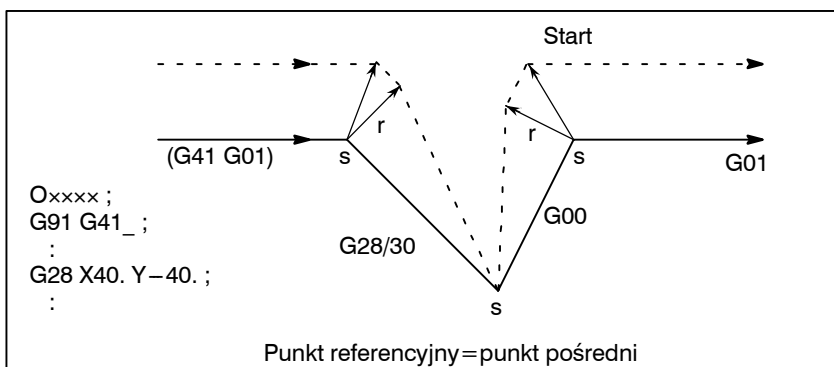 Start
r
r
(G41 G01)
s
s
G01
O×××× ;
G91 G41_ ;
:
G28 X40. Y−40. ;
:
G28/30
G00
s
Punkt referencyjny=punkt pośredni